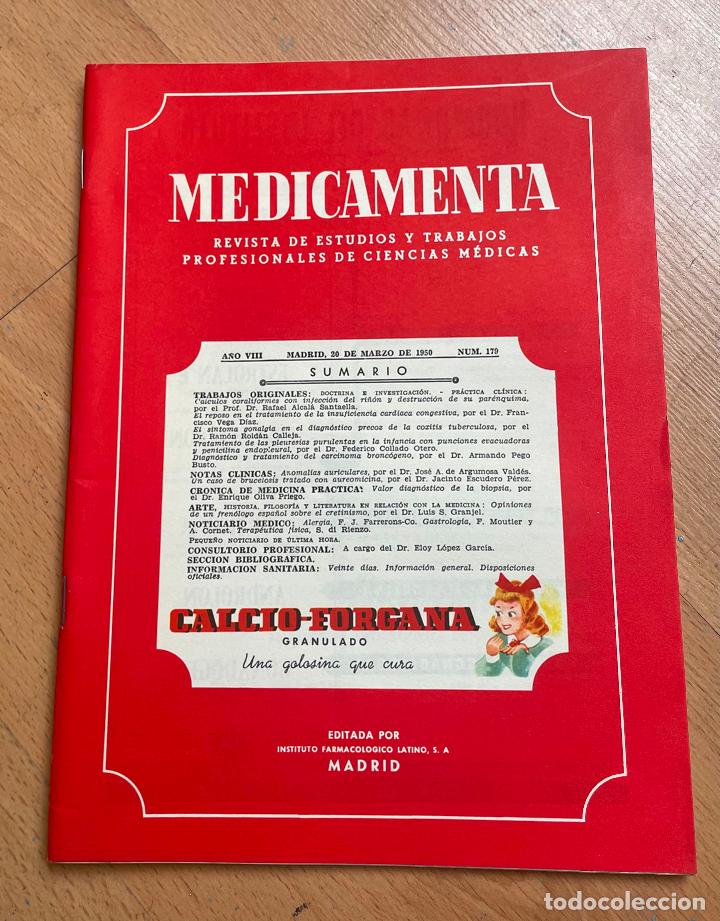 MEDICAMENTA
REVISTA DE ESTUDIOS Y TRABAJOS
PROFESIONALES DE CIENCIAS MÉDICAS
AÑO VIII MADRID, 20 DE MARZO DE 1950 NUM. 179
SUMARIO
TRABAJOS ORIGINALES: DOCTRINA E INVESTIGACIÓN. - PRÁCTICA CLÍNICA:
Cálculos coraliformes con infección del riñón y destrucción de su parénquima,
por el Prof. Dr. Rafael Alcalá Santaella.
El reposo en el tratamiento de la insuficiencia cardíaca congestiva, por el Dr. Fran-
cisco Vega Díaz.
El síntoma gonalgia en el diagnóstico precoz de la coxitis tuberculosa, por el
Dr. Ramón Roldán Calleja.
Tratamiento de las pleuresías purulentas en la infancia con punciones evacuadoras
y penicilina endopleural, por el Dr. Federico Collado Otero.
Diagnóstico y tratamiento del carcinoma broncógeno, por el Dr. Armando Pego
Busto.
NOTAS CLINICAS: Anomalías auriculares, por el Dr. José A. de Argumosa Valdés.
Un caso de brucelosis tratado con aureomicina, por el Dr. Jacinto Escudero Pérez.
CRONICA DE MEDICINA PRACTICA: Valor diagnóstico de la biopsia, por
el Dr. Enrique Oliva Priego.
ARTE, HISTORIA, FILOSOFÍA Y LITERATURA EN RELACIÓN CON LA MEDICINA: Opiniones
de un frenólogo español sobre el cretinismo, por el Dr. Luis S. Granjel.
NOTICIARIO MEDICO: Alergia, F. J. Farrerons-Co. Gastrología, F. Moutier y
A. Cornet. Terapéutica física, S. di Rienzo.
PEQUEÑO NOTICIARIO DE ÚLTIMA HORA.
CONSULTORIO PROFESIONAL: A cargo del Dr. Eloy López García.
SECCION BIBLIOGRAFICA.
INFORMACION SANITARIA: Veinte días. Información general. Disposiciones
oficiales.
CALCIO-FORGANA
GRANULADO
Una golosina que cura
EDITADA POR
INSTITUTO FARMACOLOGICO LATINO, S. A
MADRID
todocoleccion